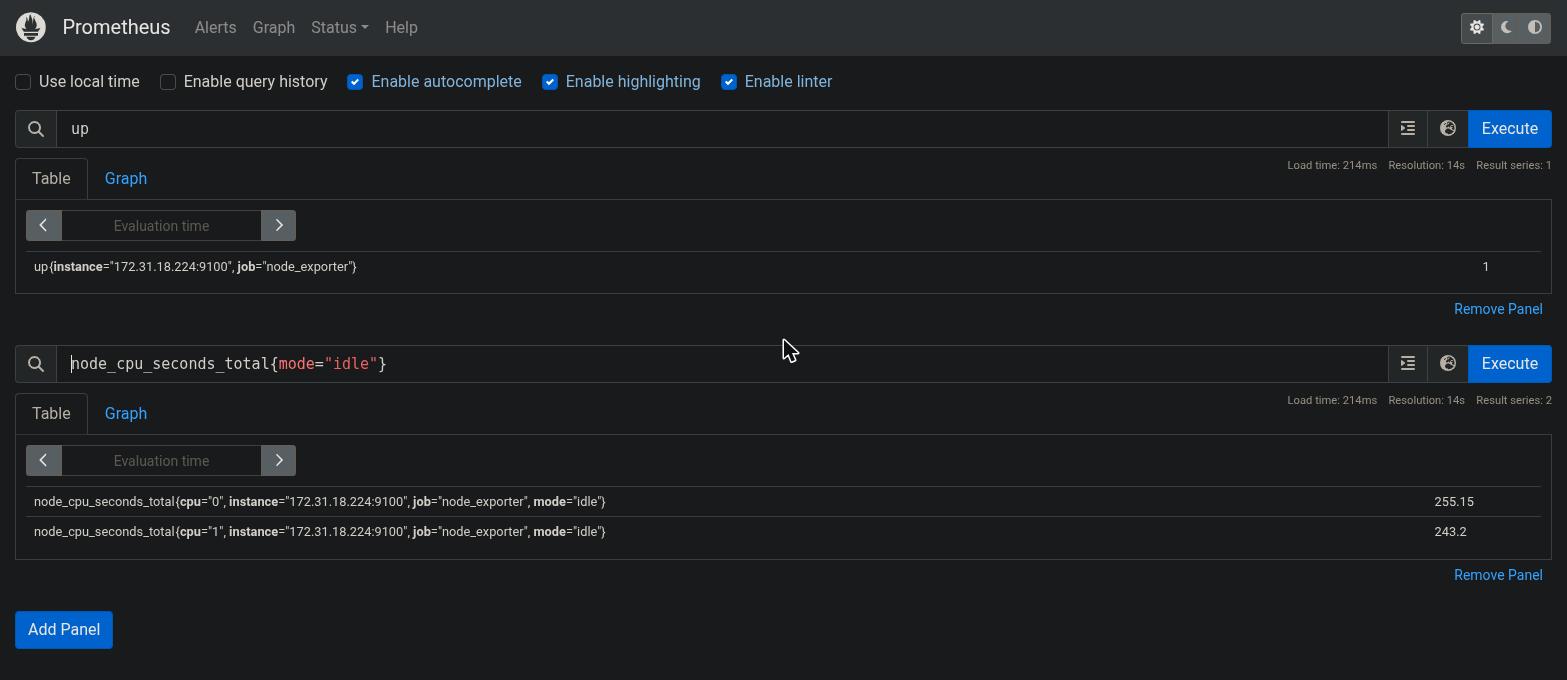 Prometheus Alerts Graph Status Help
Use local time Enable query history Enable autocomplete Enable highlighting Enable linter
up Execute
Load time: 214ms Resolution: 14s Result series: 1
Table Graph
Evaluation time
up{instance="172.31.18.224:9100", job="node_exporter"} 1
Remove Panel
node_cpu_seconds_total{mode="idle"} Execute
Load time: 214ms Resolution: 14s Result series: 2
Table Graph
Evaluation time
node_cpu_seconds_total{cpu="0", instance="172.31.18.224:9100", job="node_exporter", mode="idle"} 255.15
node_cpu_seconds_total{cpu="1", instance="172.31.18.224:9100", job="node_exporter", mode="idle"} 243.2
Remove Panel
Add Panel